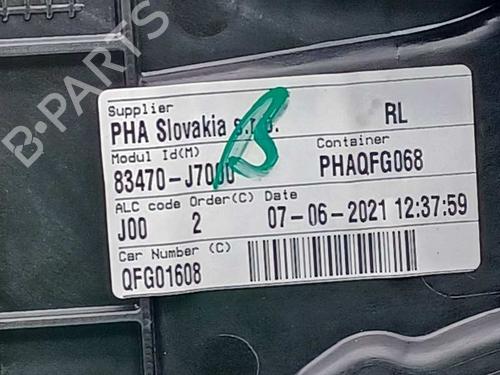 B-PARTS
Supplier
PHA Slovakia s.r.o.
RL
Modul Id(M)
Container
83470-J7000
PHAQFG068
ALC code
Order(C)
Date
J00
2
07-06-2021 12:37:59
Car Number (C)
QFG01608